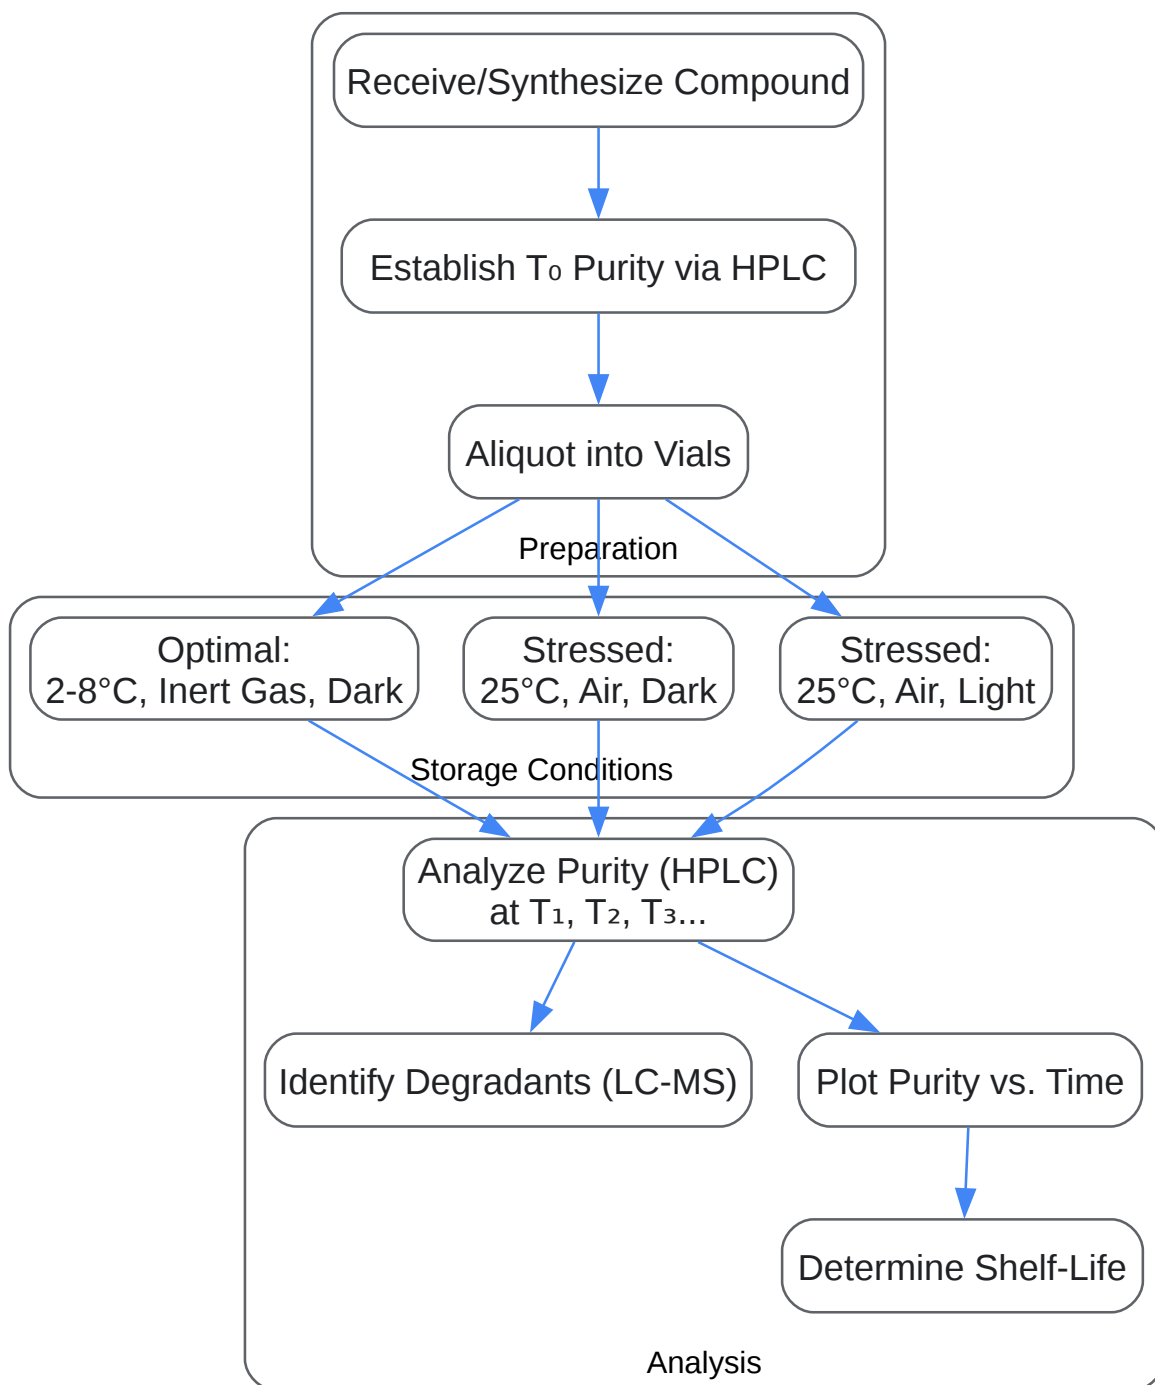 Receive/Synthesize Compound
Establish T₀ Purity via HPLC
Aliquot into Vials
Preparation
Optimal:
2-8°C, Inert Gas, Dark
Stressed:
25°C, Air, Dark
Stressed:
25°C, Air, Light
Storage Conditions
Analyze Purity (HPLC)
at T₁, T₂, T₃...
Identify Degradants (LC-MS)
Plot Purity vs. Time
Determine Shelf-Life
Analysis